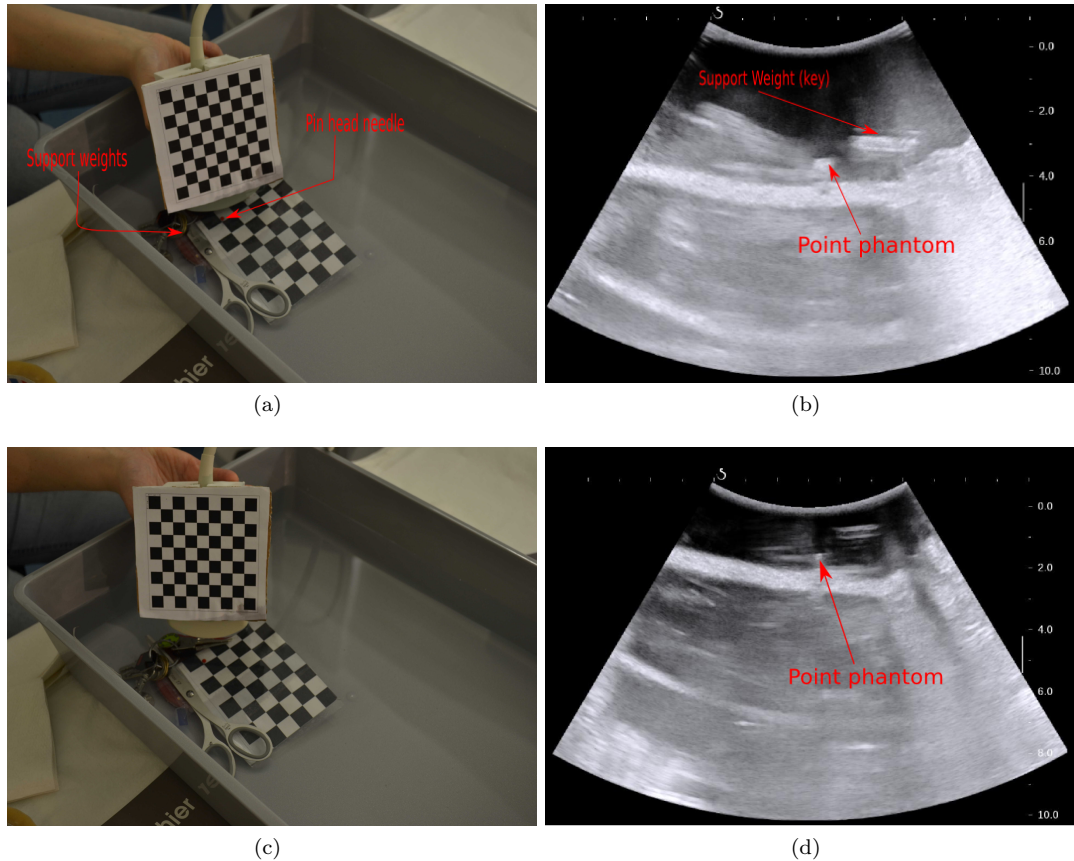 Pin head needle
Support weights
hier
(a)
S
0.0
Support Weight (key)
2.0
4.0
Point phantom
6.0
10.0
(b)
hier
(c)
S
0.0
2.0
4.0
Point phantom
6.0
8.0
10.0
(d)